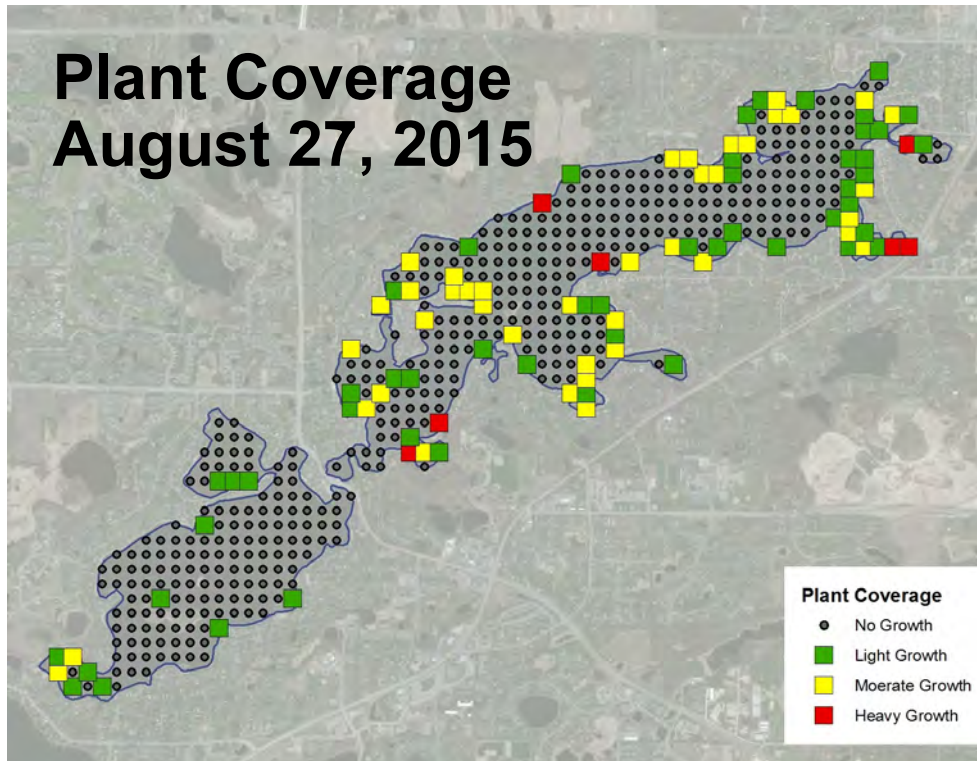 Plant Coverage
August 27, 2015
Plant Coverage
No Growth
Light Growth
Moerate Growth
Heavy Growth